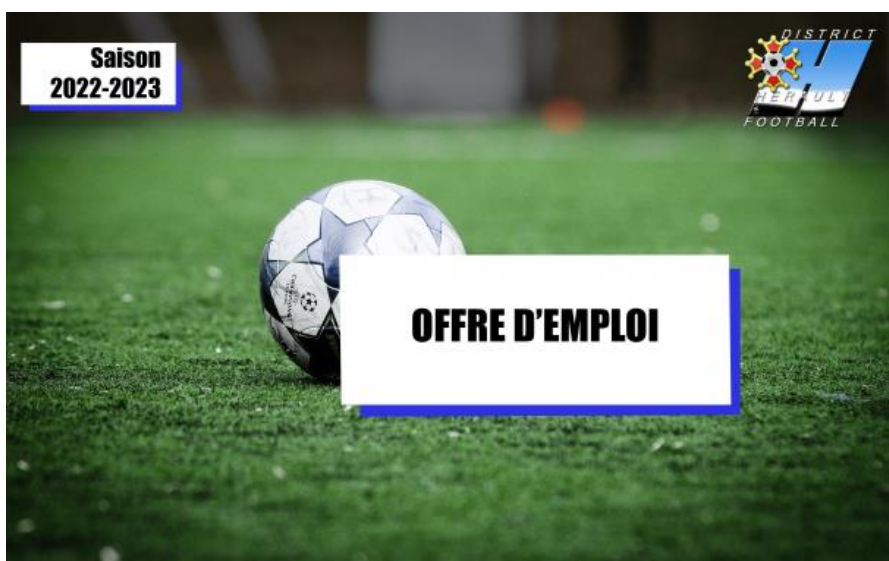 Saison
2022-2023
DISTRICT
HERAULT
FOOTBALL
OFFRE D'EMPLOI